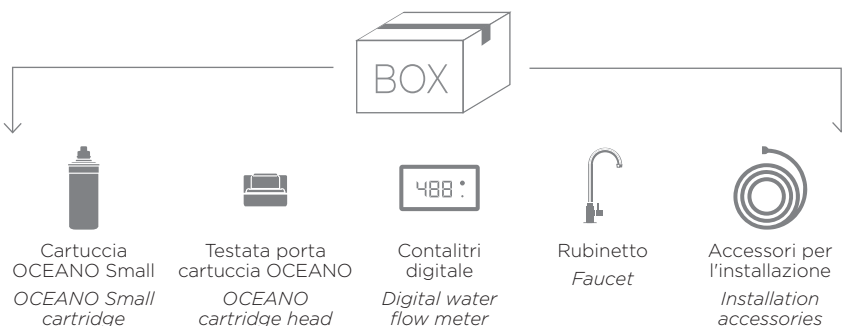 BOX
488
Cartuccia
OCEANO Small
OCEANO Small
cartridge
Testata porta
cartuccia OCEANO
OCEANO
cartridge head
Contalitri
digitale
Digital water
flow meter
Rubinetto
Faucet
Accessori per
l'installazione
Installation
accessories